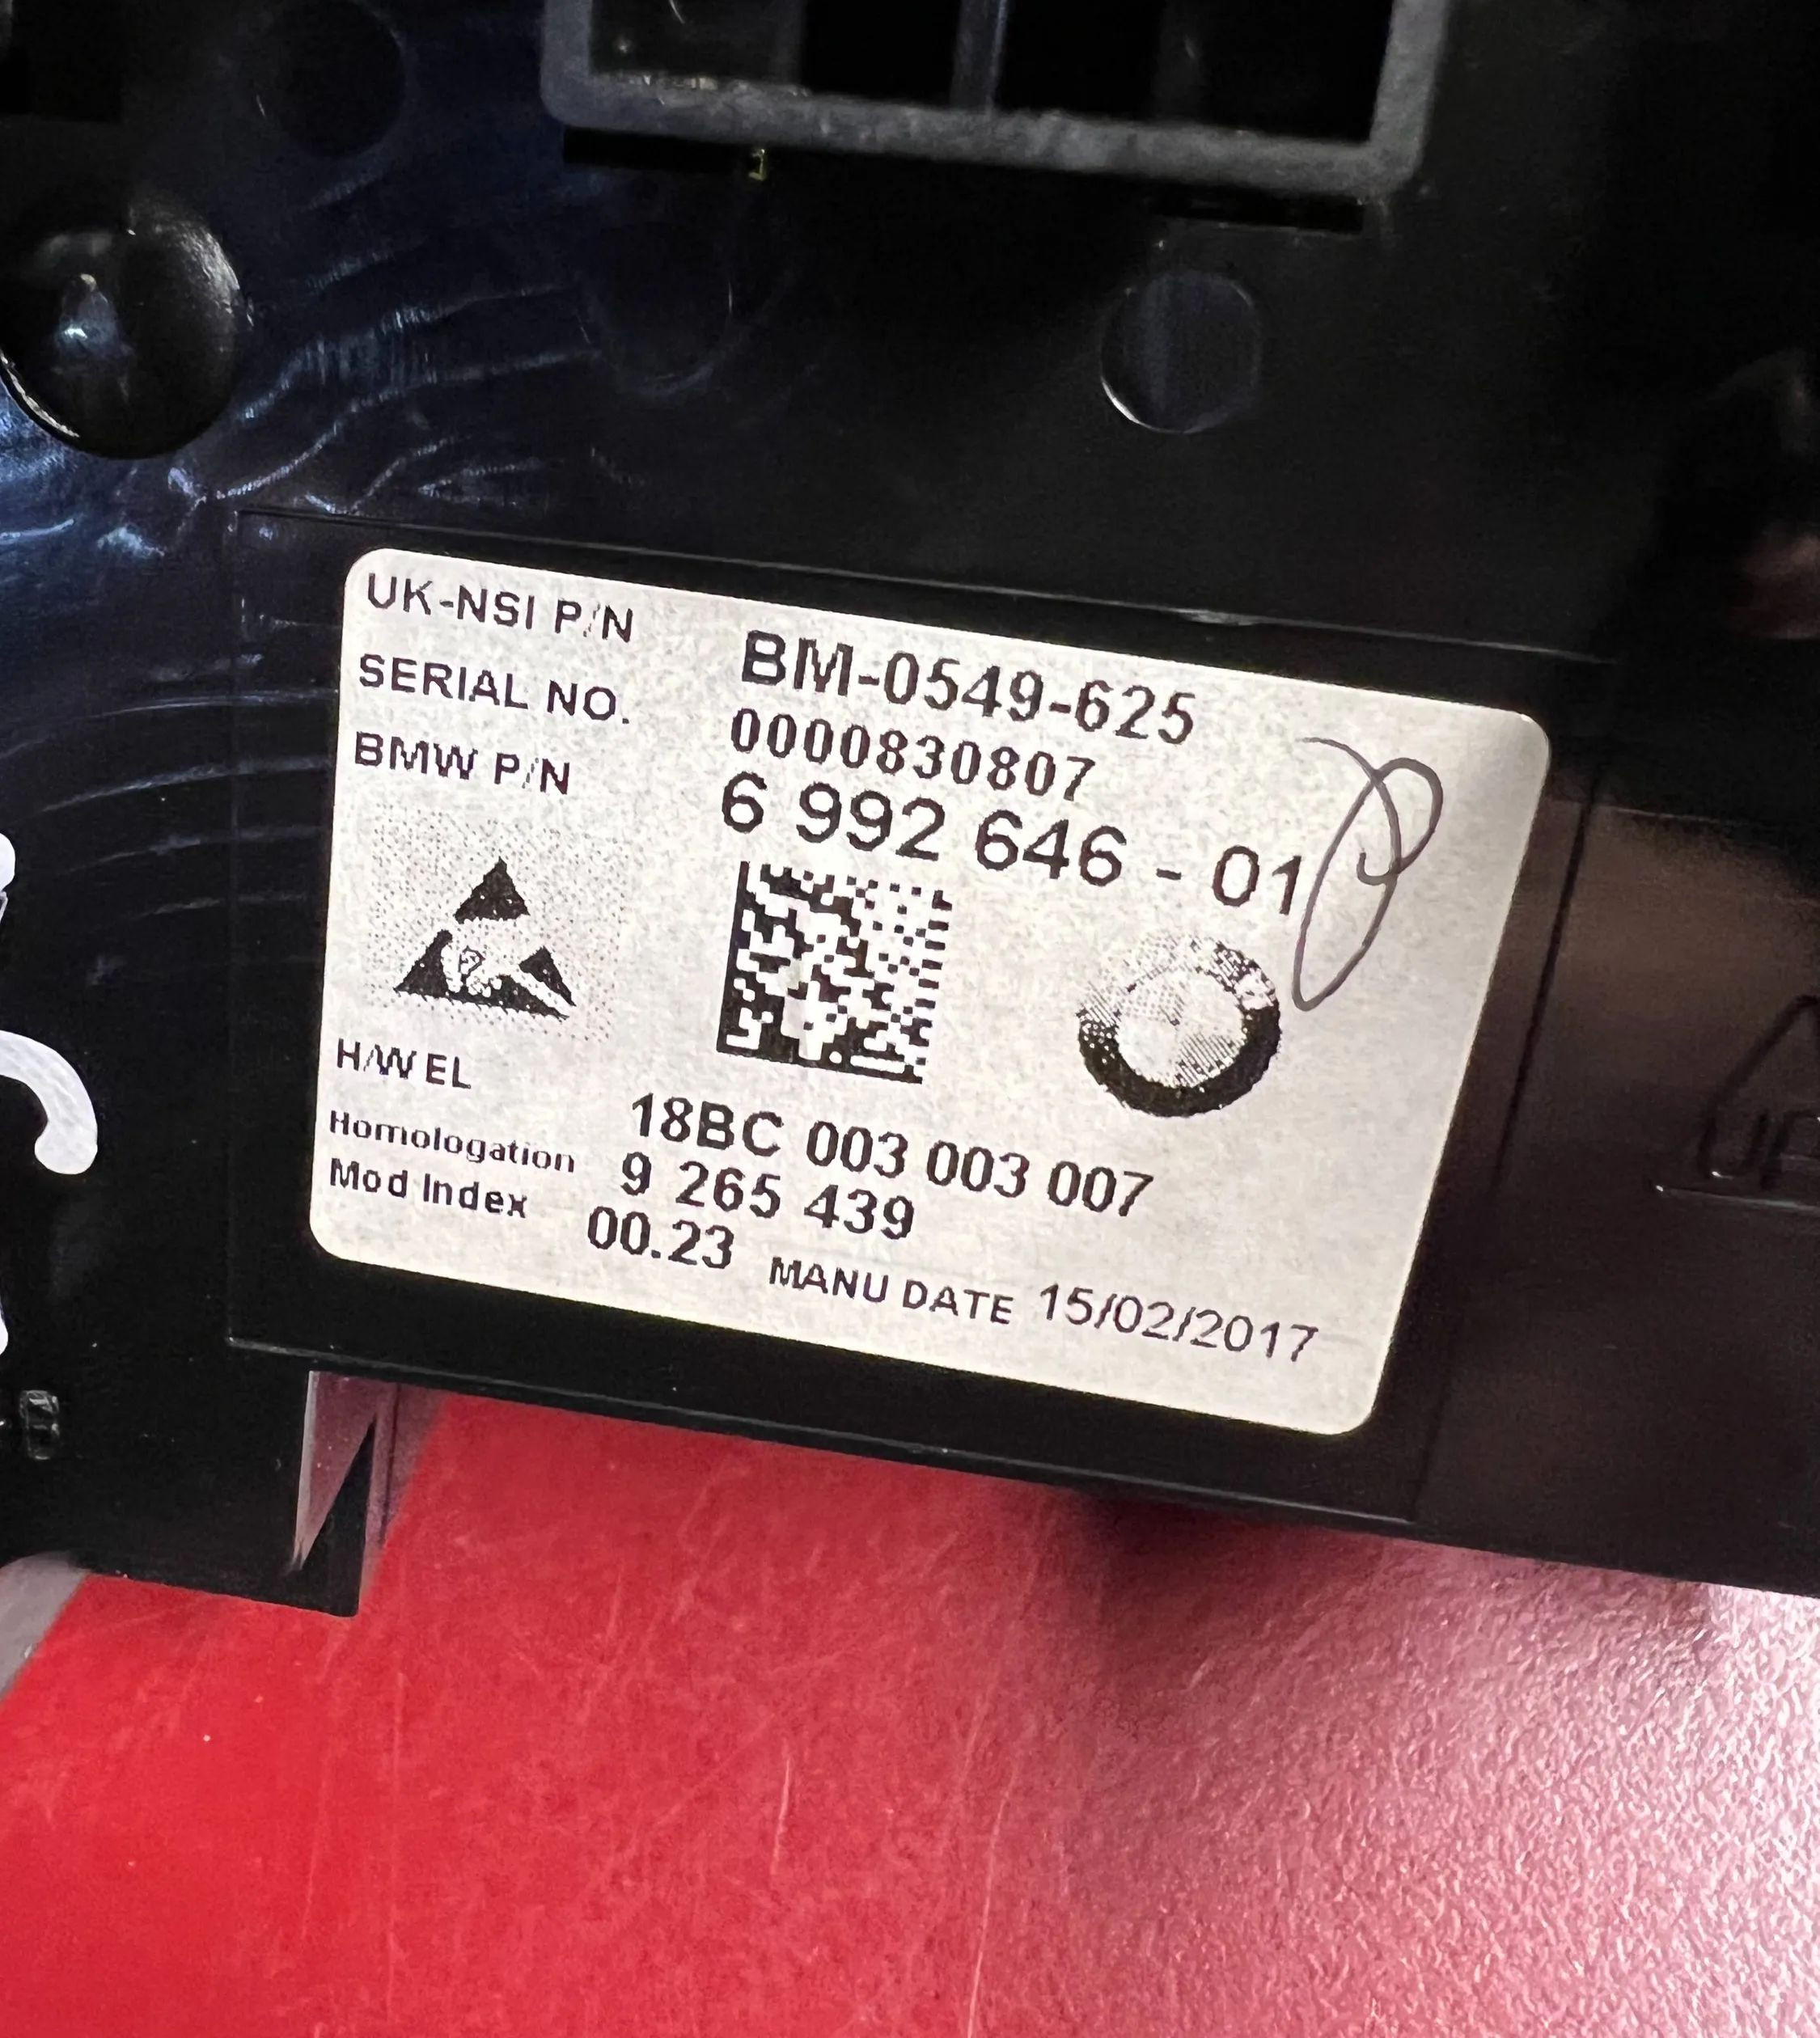 UK-NSI P/N BM-0549-625
SERIAL NO. 0000830807
BMW P/N 6 992 646 - 01
H/W EL 18BC 003 003 007
Homologation 9 265 439
Mod Index 00.23 MANU DATE 15/02/2017